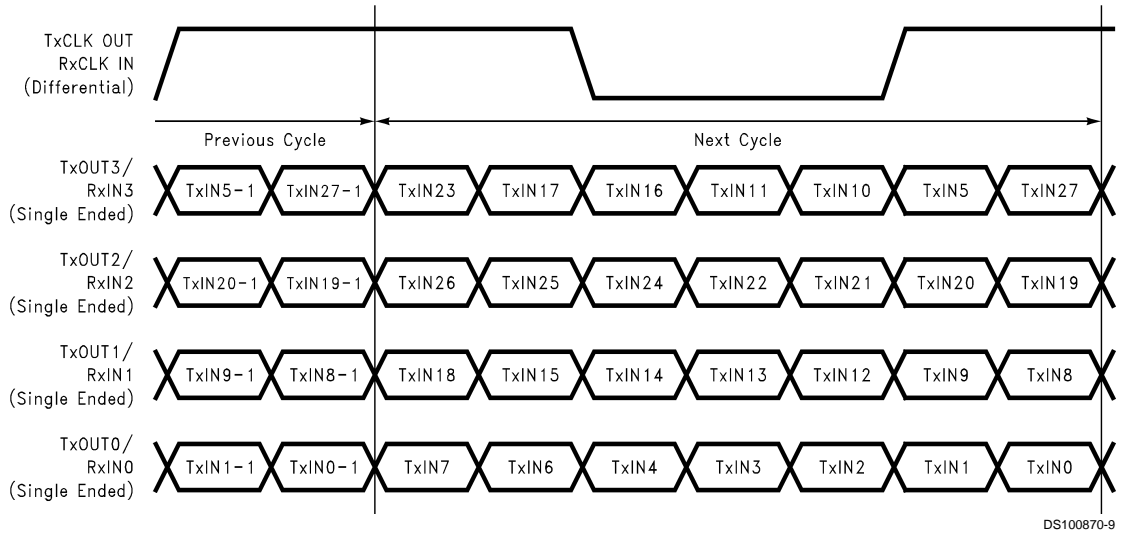 TxCLK OUT
RxCLK IN
(Differential)
Previous Cycle
Next Cycle
TxOUT3/
RxIN3
(Single Ended)
TxIN5-1 TxIN27-1 TxIN23 TxIN17 TxIN16 TxIN11 TxIN10 TxIN5 TxIN27
TxOUT2/
RxIN2
(Single Ended)
TxIN20-1 TxIN19-1 TxIN26 TxIN25 TxIN24 TxIN22 TxIN21 TxIN20 TxIN19
TxOUT1/
RxIN1
(Single Ended)
TxIN9-1 TxIN8-1 TxIN18 TxIN15 TxIN14 TxIN13 TxIN12 TxIN9 TxIN8
TxOUT0/
RxIN0
(Single Ended)
TxIN1-1 TxIN0-1 TxIN7 TxIN6 TxIN4 TxIN3 TxIN2 TxIN1 TxIN0
DS100870-9